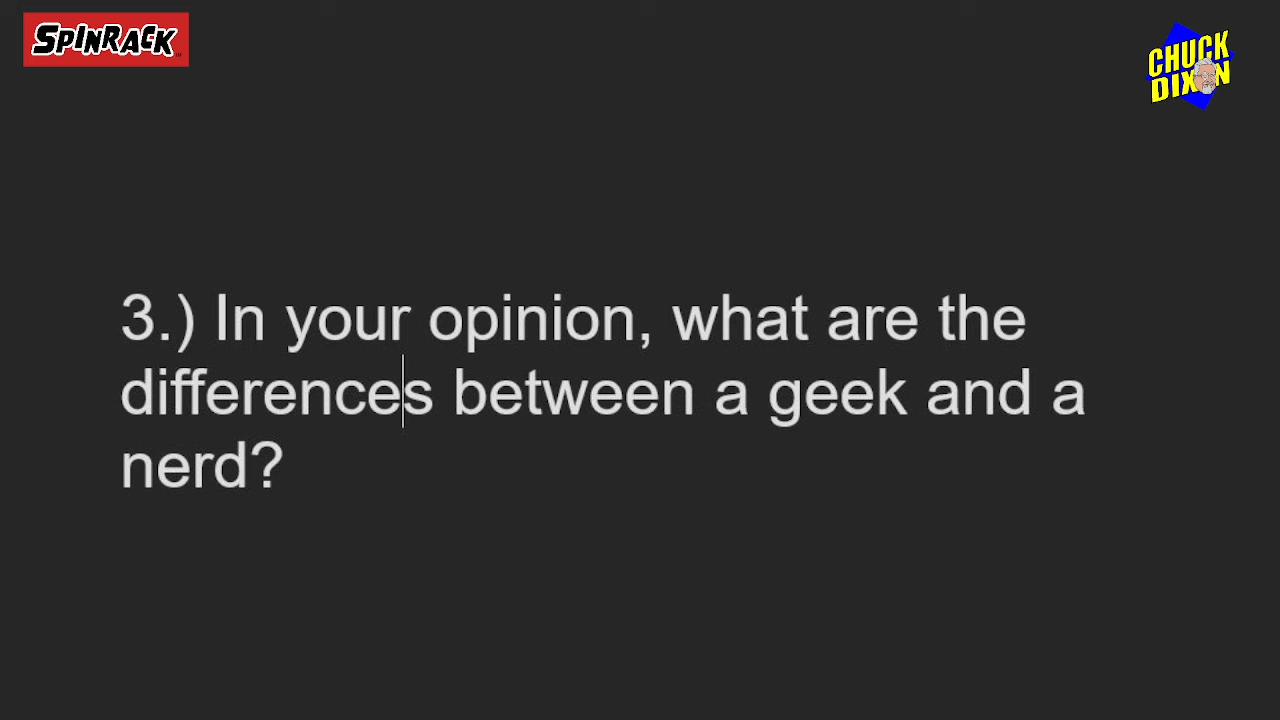 SPINRACK
CHUCK
DIXON
3.) In your opinion, what are the
differences between a geek and a
nerd?